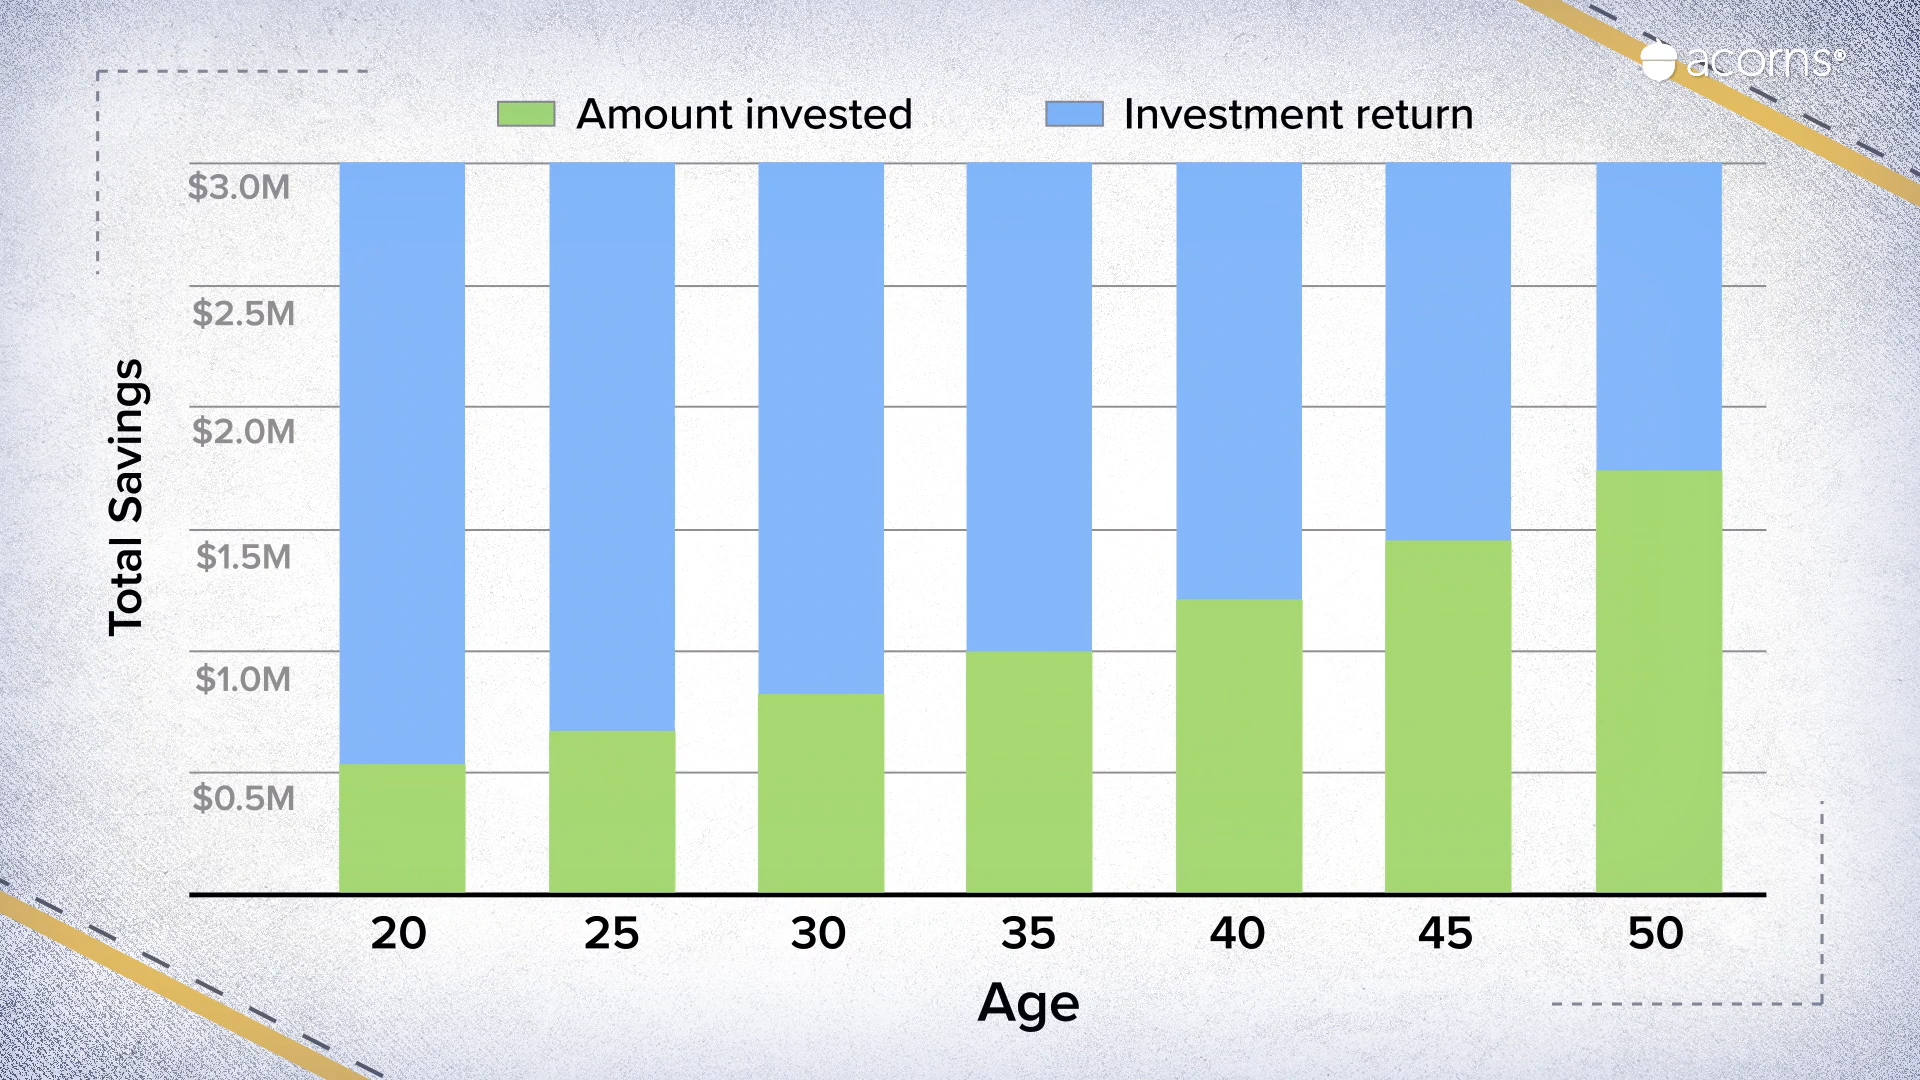 acorns®
Amount invested
Investment return
$3.0M
$2.5M
$2.0M
$1.5M
$1.0M
$0.5M
Total Savings
20 25 30 35 40 45 50
Age